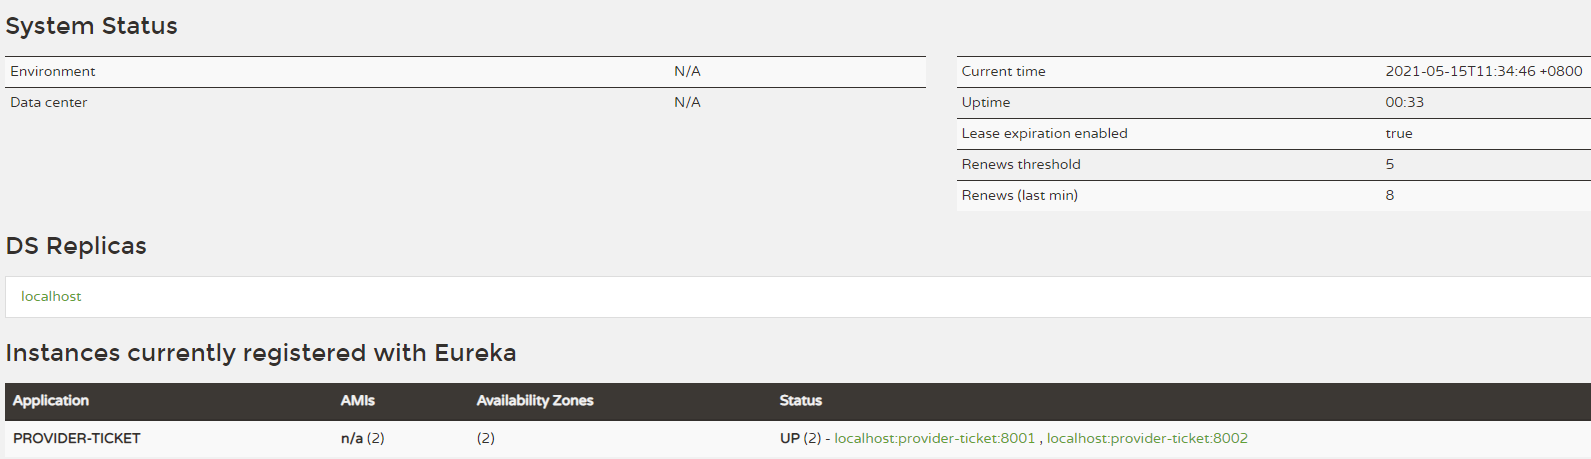 System Status
Environment N/A
Data center N/A
Current time 2021-05-15T11:34:46 +0800
Uptime 00:33
Lease expiration enabled true
Renews threshold 5
Renews (last min) 8
DS Replicas
localhost
Instances currently registered with Eureka
Application AMIs Availability Zones Status
PROVIDER-TICKET n/a (2) (2) UP (2) - localhost:provider-ticket:8001 , localhost:provider-ticket:8002